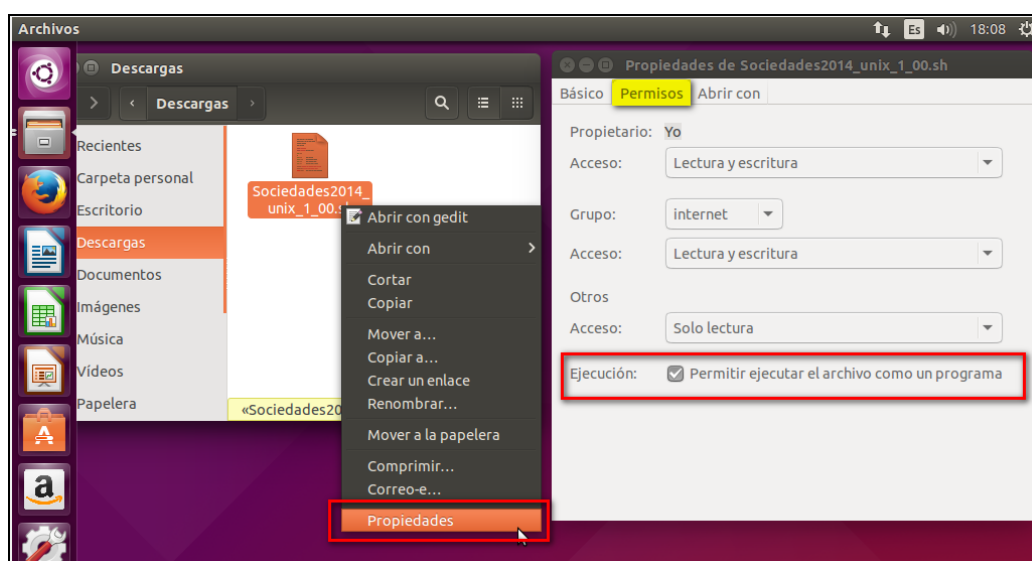 Archivos
Es
18:08
Descargas
Descargas
Recientes
Carpeta personal
Escritorio
Descargas
Documentos
Imágenes
Música
Vídeos
Papelera
Sociedades2014_
unix_1_00.s
«Sociedades20
Abrir con gedit
Abrir con
Cortar
Copiar
Mover a...
Copiar a...
Crear un enlace
Renombrar...
Mover a la papelera
Comprimir...
Correo-e...
Propiedades
Propiedades de Sociedades2014_unix_1_00.sh
Básico Permisos Abrir con
Propietario: Yo
Acceso: Lectura y escritura
Grupo: internet
Acceso: Lectura y escritura
Otros
Acceso: Solo lectura
Ejecución: Permitir ejecutar el archivo como un programa